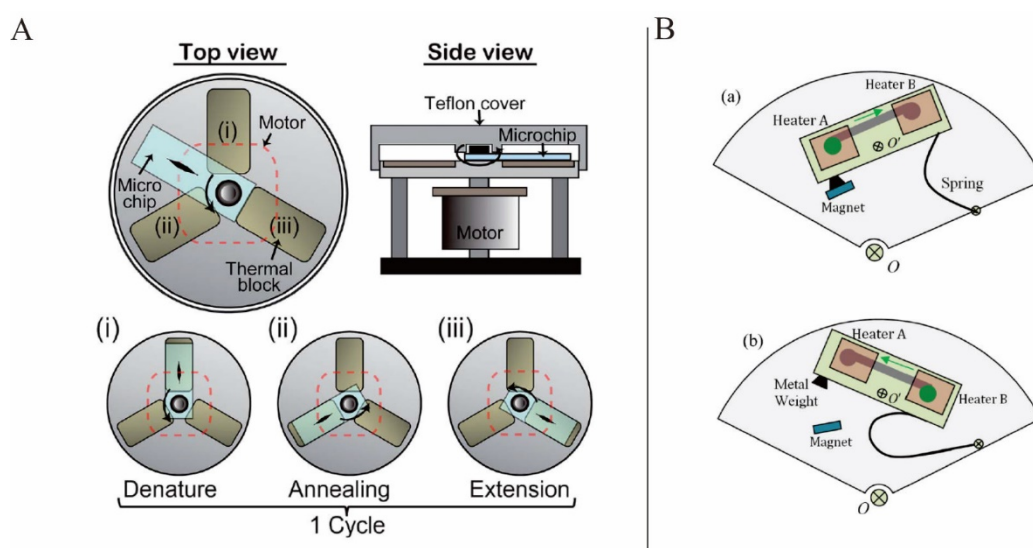 A
Top view
Side view
(i)
Motor
Micro
chip
(ii)
(iii)
Thermal
block
Teflon cover
Microchip
Motor
(i)
(ii)
(iii)
Denature
Annealing
Extension
1 Cycle
B
(a)
Heater B
Heater A
O'
Spring
Magnet
O
(b)
Heater A
Metal
Weight
O'
Heater B
Magnet
O